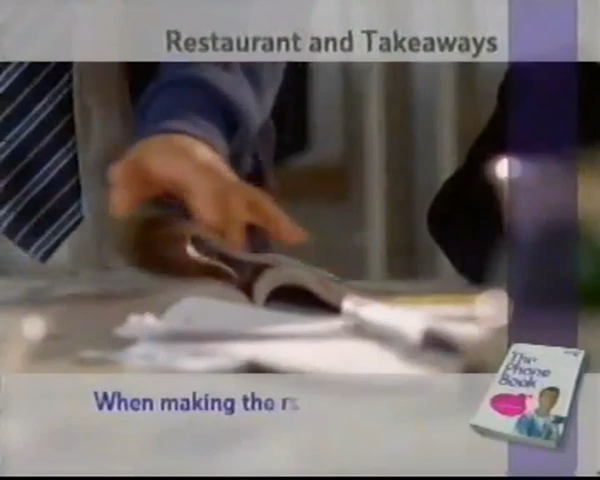 Restaurant and Takeaways
When making the
The
Phone
Book